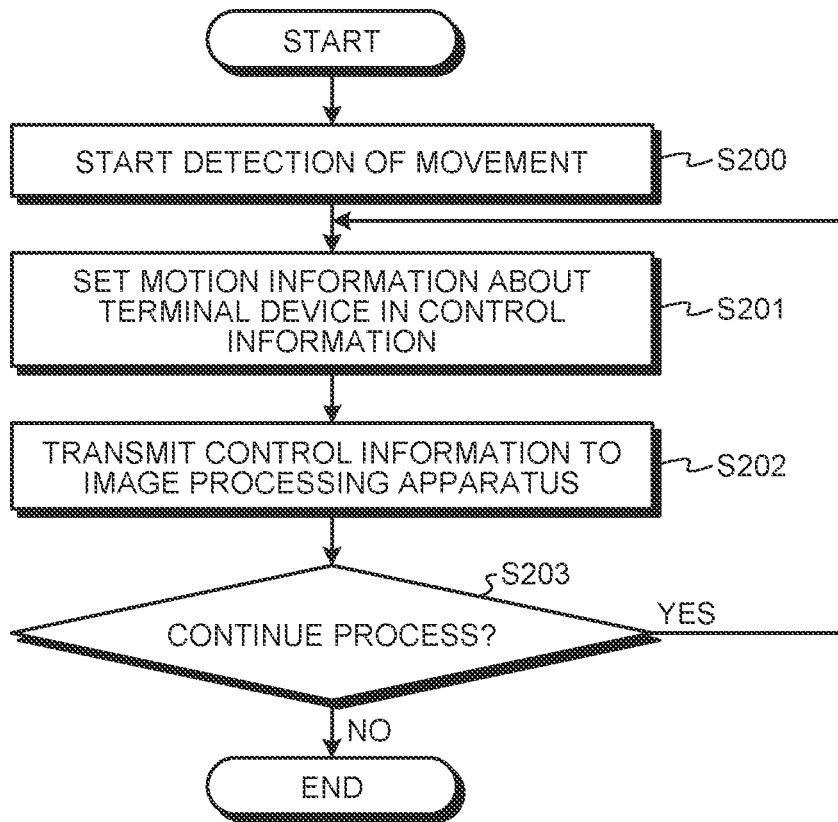 START
START DETECTION OF MOVEMENT
S200
SET MOTION INFORMATION ABOUT
TERMINAL DEVICE IN CONTROL
INFORMATION
S201
TRANSMIT CONTROL INFORMATION TO
IMAGE PROCESSING APPARATUS
S202
S203
CONTINUE PROCESS?
YES
NO
END